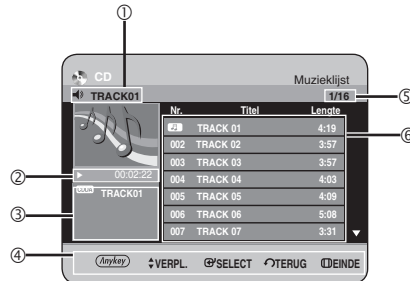 ①
CD
Muzieklijst
TRACK01
1/16
⑤
Nr. Titel Lengte
TRACK 01 4:19
⑥
002 TRACK 02 3:57
003 TRACK 03 3:57
② 00:02:22
004 TRACK 04 4:03
CDDA TRACK01
005 TRACK 05 4:09
③
006 TRACK 06 5:08
007 TRACK 07 3:31
④
Anykey VERPL. SELECT TERUG EINDE